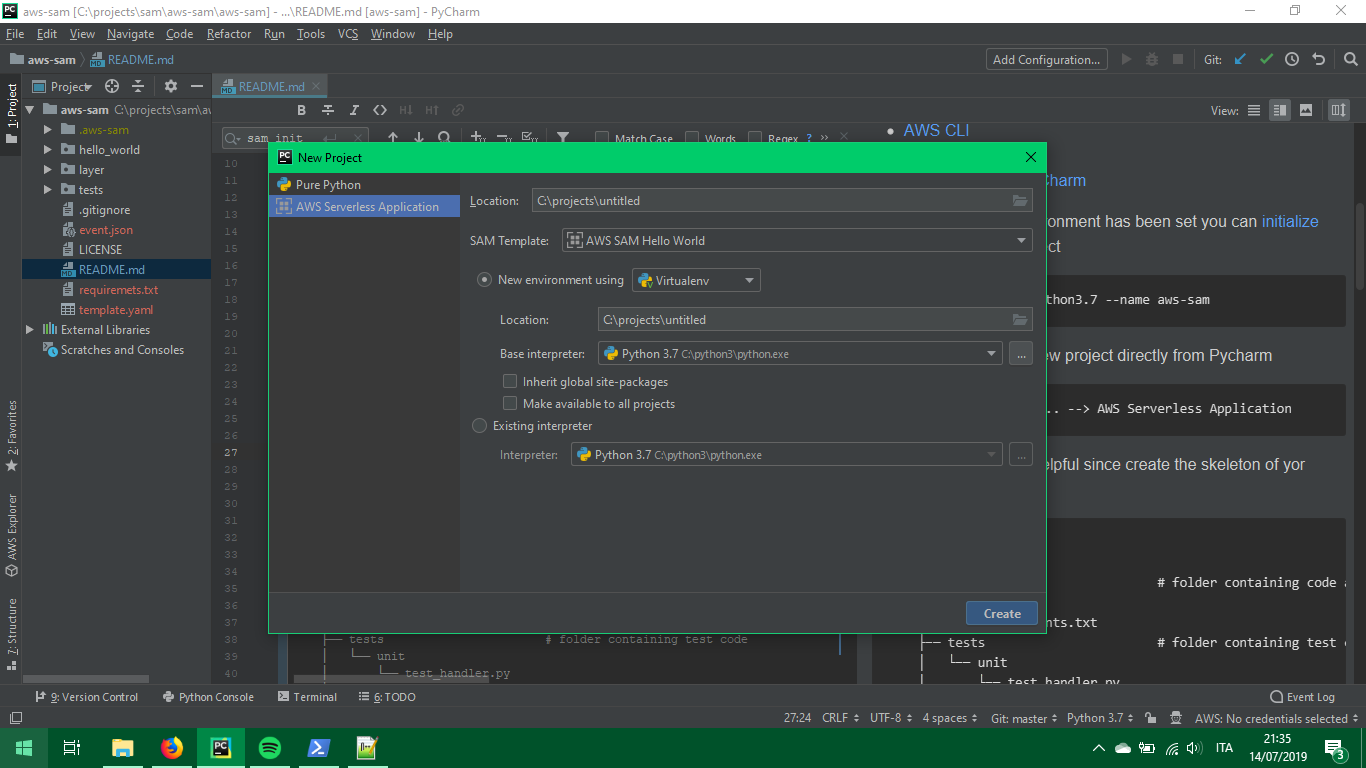 aws-sam [C:\projects\sam\aws-sam\aws-sam] - ...\README.md [aws-sam] - PyCharm
File Edit View Navigate Code Refactor Run Tools VCS Window Help
aws-sam README.md
Add Configuration... Git:
1: Project
Project
README.md
aws-sam C:\projects\sam\aw
.aws-sam
hello_world
layer
tests
.gitignore
event.json
LICENSE
README.md
requiremets.txt
template.yaml
External Libraries
Scratches and Consoles
2: Favorites
AWS Explorer
7: Structure
B I <> H↓ H↑
View:
sam init
Match Case Words Regex ? »
10
11
12
13
14
15
16
17
18
19
20
21
22
23
24
25
26
27
28
29
30
31
32
33
34
35
36
37
38
39
40
New Project
Pure Python
AWS Serverless Application
Location: C:\projects\untitled
SAM Template: AWS SAM Hello World
New environment using Virtualenv
Location: C:\projects\untitled
Base interpreter: Python 3.7 C:\python3\python.exe ...
Inherit global site-packages
Make available to all projects
Existing interpreter
Interpreter: Python 3.7 C:\python3\python.exe ...
Create
├── tests # folder containing test code
│ └── unit
│ └── test_handler.py
• AWS CLI
Charm
onment has been set you can initialize
ct
thon3.7 --name aws-sam
ew project directly from Pycharm
.. --> AWS Serverless Application
elpful since create the skeleton of yor
# folder containing code a
nts.txt
├── tests # folder containing test c
│ └── unit
│ └── test_handler.py
9: Version Control Python Console Terminal 6: TODO Event Log
27:24 CRLF UTF-8 4 spaces Git: master Python 3.7 AWS: No credentials selected
ITA
21:35
14/07/2019
3